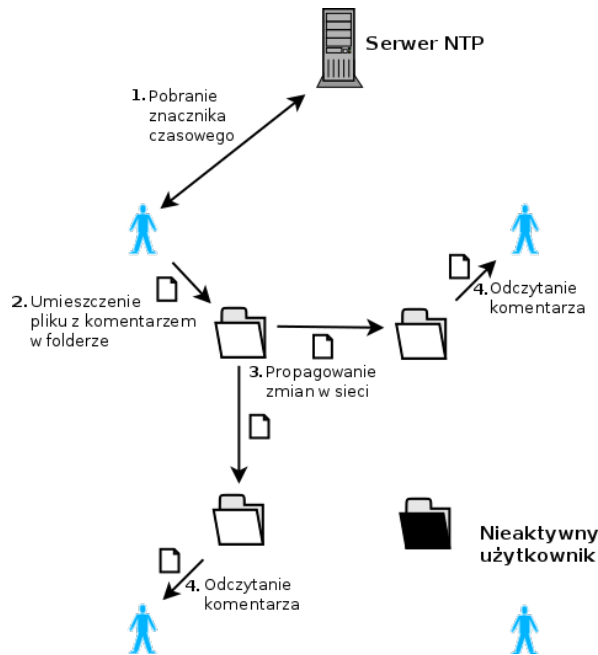 Serwer NTP
1. Pobranie
znacznika
czasowego
2. Umieszczenie
pliku z komentarzem
w folderze
4. Odczytanie
komentarza
3. Propagowanie
zmian w sieci
Nieaktywny
użytkownik
4. Odczytanie
komentarza